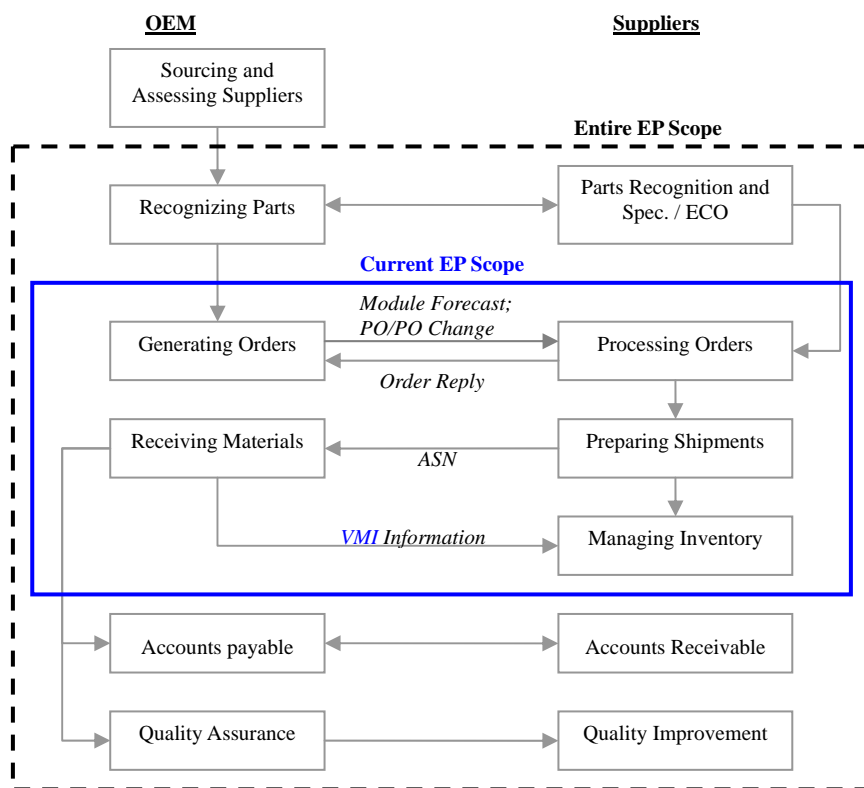 OEM
Suppliers
Sourcing and
Assessing Suppliers
Entire EP Scope
Recognizing Parts
Parts Recognition and
Spec. / ECO
Current EP Scope
Module Forecast;
PO/PO Change
Generating Orders
Processing Orders
Order Reply
Receiving Materials
ASN
Preparing Shipments
VMI Information
Managing Inventory
Accounts payable
Accounts Receivable
Quality Assurance
Quality Improvement